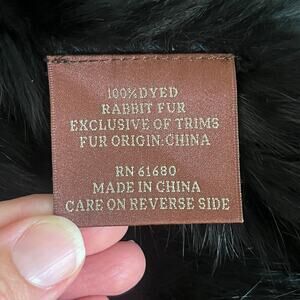 100% DYED
RABBIT FUR
EXCLUSIVE OF TRIMS
FUR ORIGIN: CHINA
RN 61680
MADE IN CHINA
CARE ON REVERSE SIDE